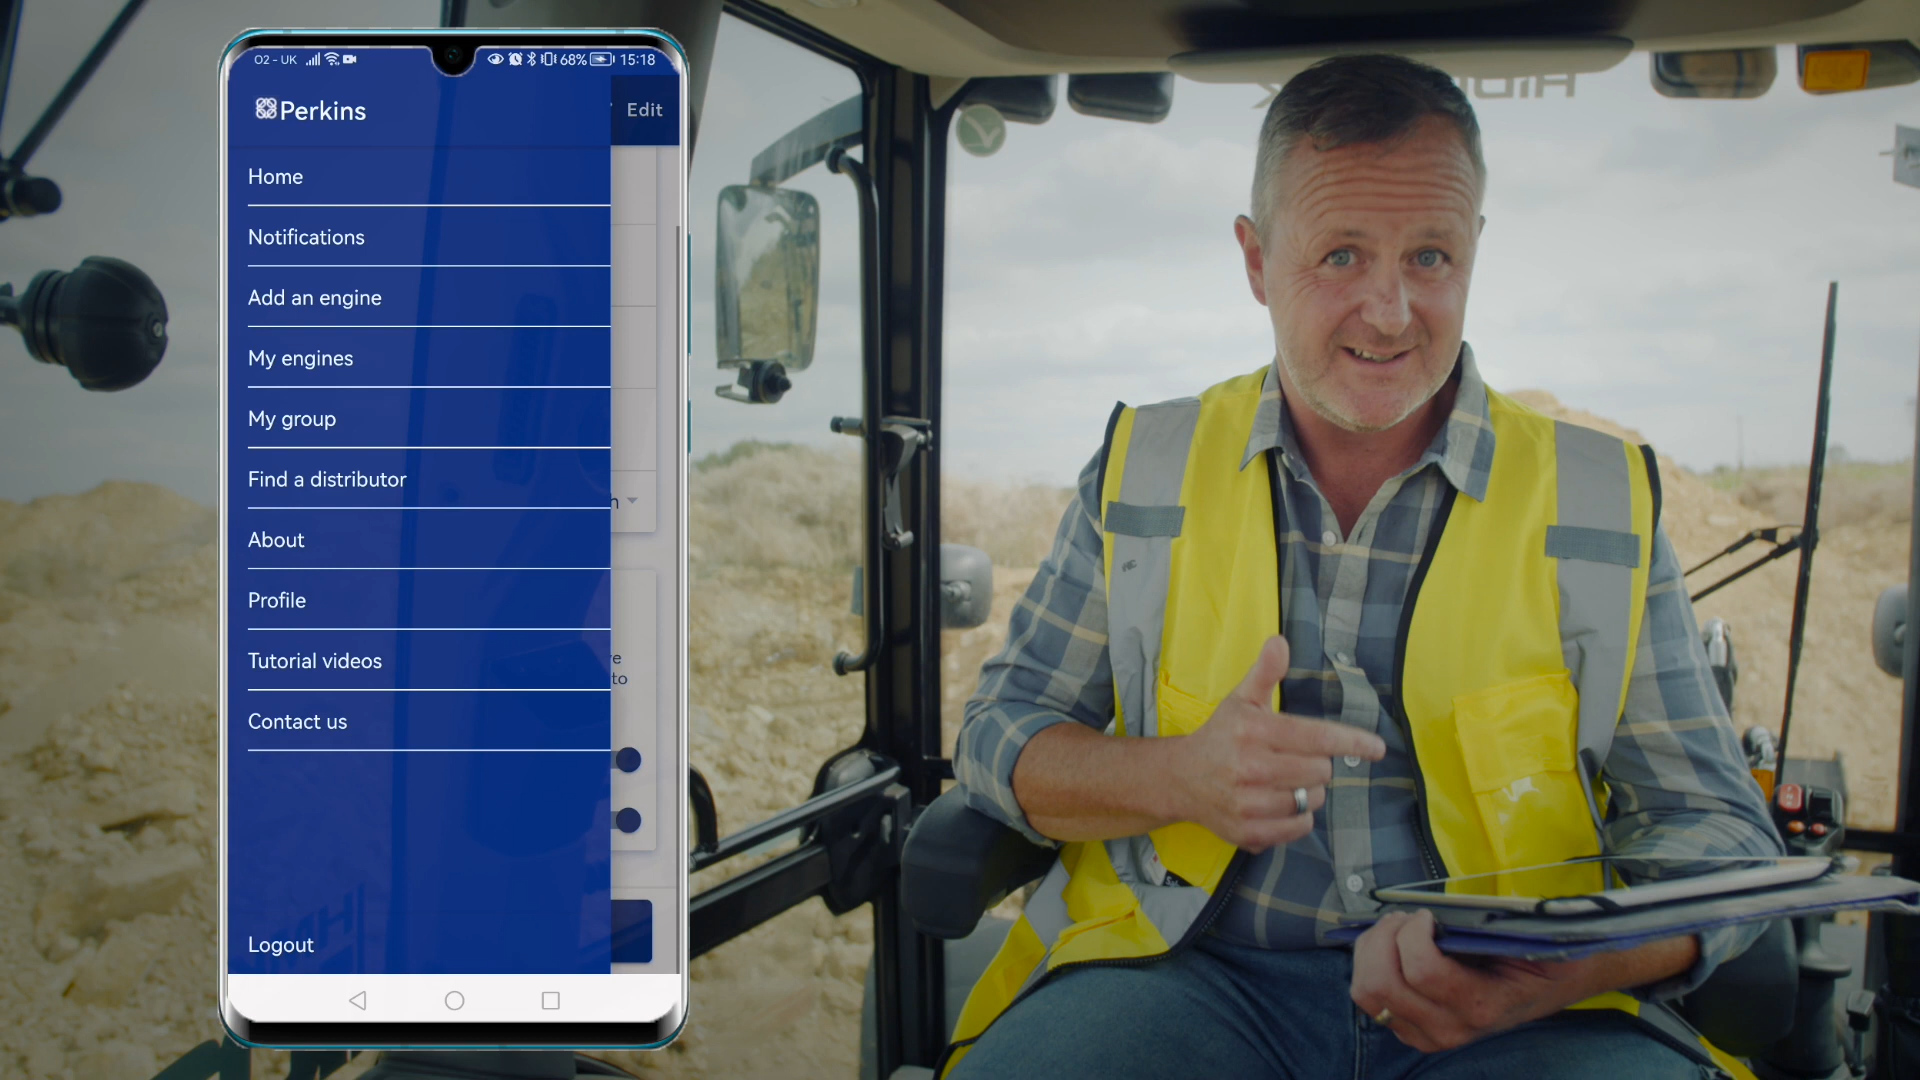 O2 - UK 68% 15:18
Perkins
Edit
Home
Notifications
Add an engine
My engines
My group
Find a distributor
About
Profile
Tutorial videos
Contact us
Logout